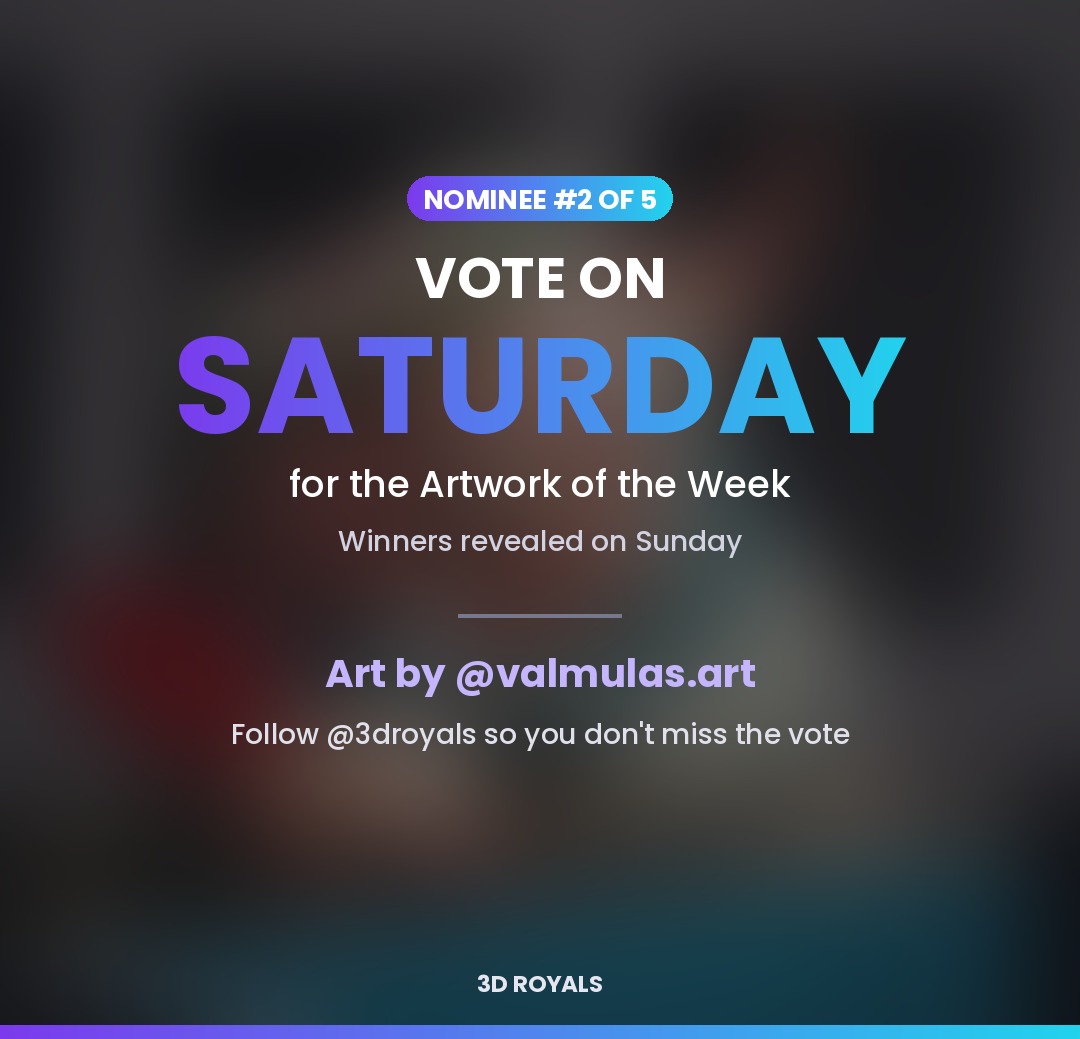 NOMINEE #2 OF 5
VOTE ON
SATURDAY
for the Artwork of the Week
Winners revealed on Sunday
Art by @valmulas.art
Follow @3droyals so you don't miss the vote
3D ROYALS